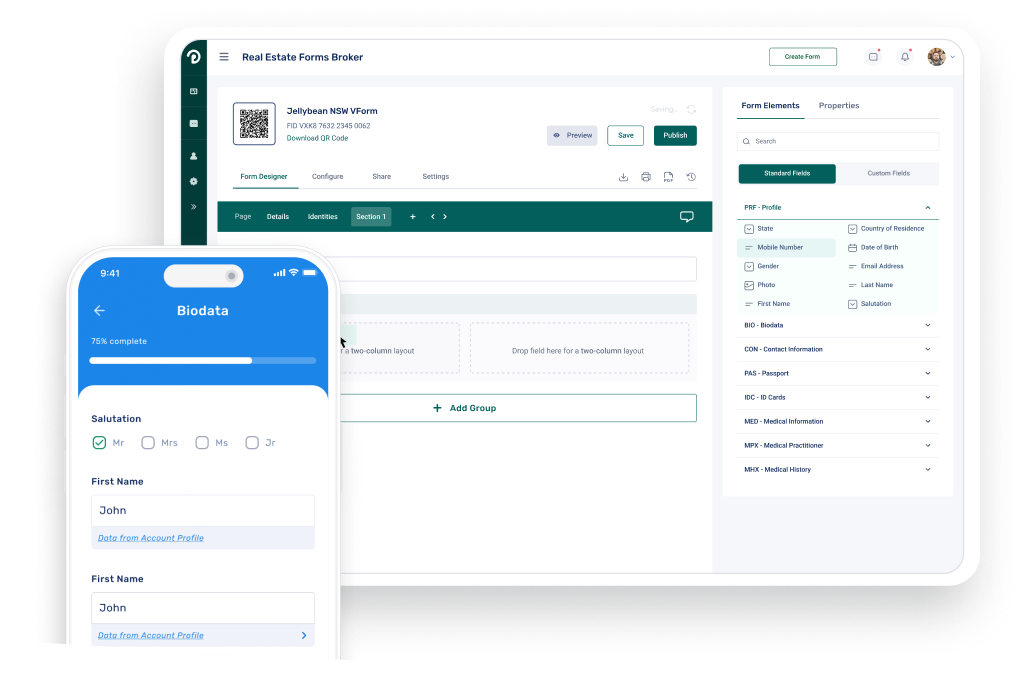 Real Estate Forms Broker
Create Form
Jellybean NSW VForm
FID VXK8 7632 2345 0062
Download QR Code
Saving...
Preview
Save
Publish
Form Designer
Configure
Share
Settings
PDF
Page
Details
Identities
Section 1
r a two-column layout
Drop field here for a two-column layout
Add Group
Form Elements
Properties
Search
Standard Fields
Custom Fields
PRF - Profile
State
Country of Residence
Mobile Number
Date of Birth
Gender
Email Address
Photo
Last Name
First Name
Salutation
BIO - Biodata
CON - Contact Information
PAS - Passport
IDC - ID Cards
MED - Medical Information
MPX - Medical Practitioner
MHX - Medical History
9:41
Biodata
75% complete
Salutation
Mr
Mrs
Ms
Jr
First Name
John
Data from Account Profile
First Name
John
Data from Account Profile